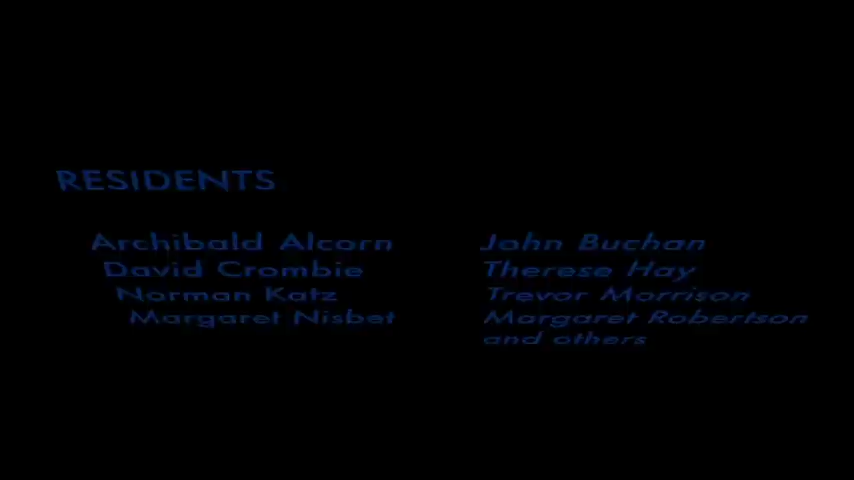 RESIDENTS
Archibald Alcorn
David Crombie
Norman Katz
Margaret Nisbet
John Buchan
Therese Hay
Trevor Morrison
Margaret Robertson
and others